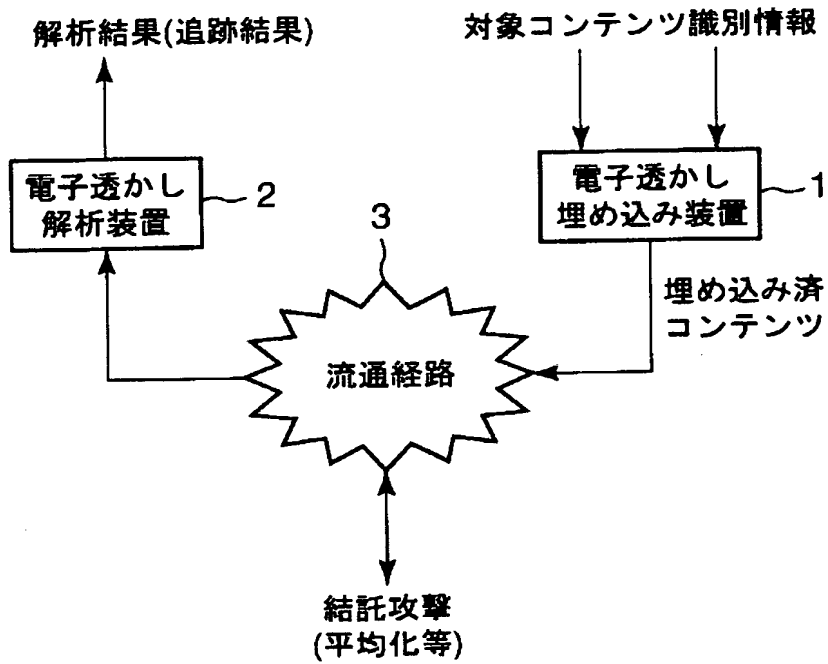 解析結果(追跡結果)
対象コンテンツ識別情報
電子透かし
解析装置
2
電子透かし
埋め込み装置
1
3
埋め込み済
コンテンツ
流通経路
結託攻撃
(平均化等)